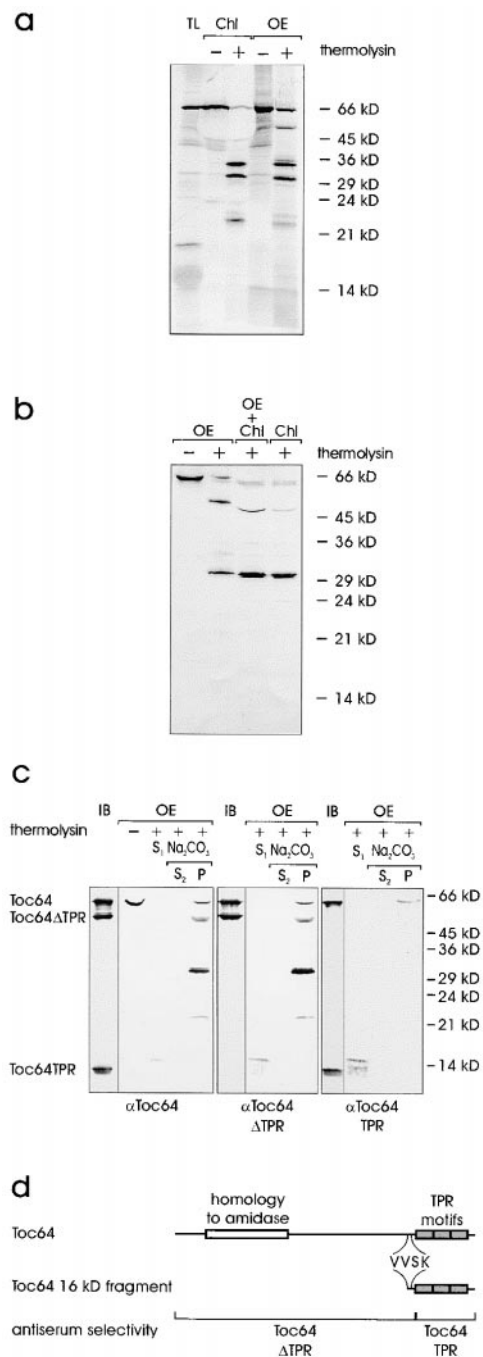 a
TL Chl OE
− + − + thermolysin
− 66 kD
− 45 kD
− 36 kD
− 29 kD
− 24 kD
− 21 kD
− 14 kD
b
OE
+
OE Chl Chl
− + + + thermolysin
− 66 kD
− 45 kD
− 36 kD
− 29 kD
− 24 kD
− 21 kD
− 14 kD
c
IB OE IB OE IB OE
thermolysin − + + + + + + + + +
S₁ Na₂CO₃ S₁ Na₂CO₃ S₁ Na₂CO₃
S₂ P S₂ P S₂ P
Toc64
Toc64ΔTPR
Toc64TPR
− 66 kD
− 45 kD
− 36 kD
− 29 kD
− 24 kD
− 21 kD
− 14 kD
αToc64 αToc64 αToc64
ΔTPR TPR
d
homology TPR
to amidase motifs
Toc64
VVSK
Toc64 16 kD fragment
antiserum selectivity
Toc64 Toc64
ΔTPR TPR